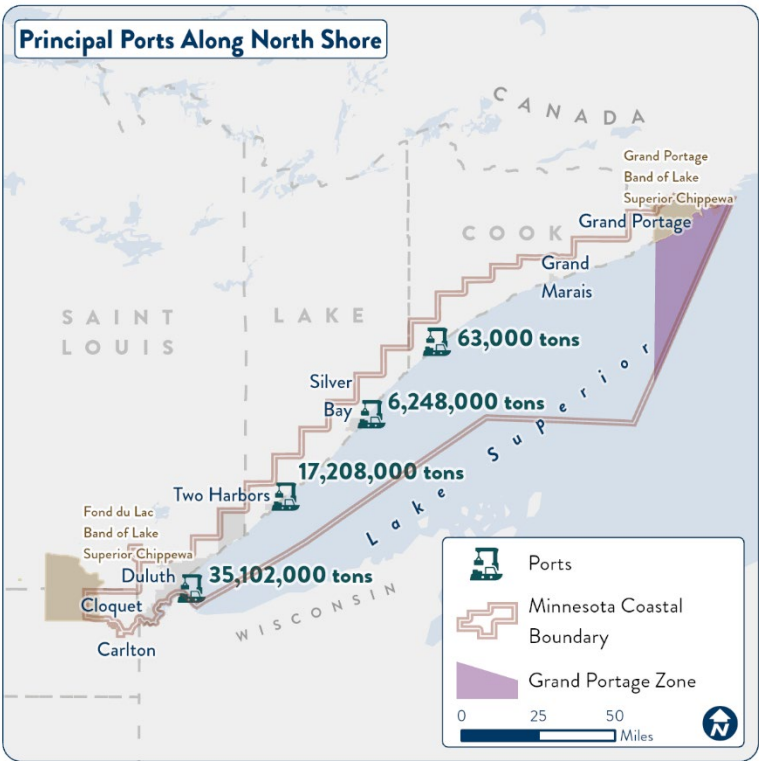 Principal Ports Along North Shore
CANADA
Grand Portage
Band of Lake
Superior Chippewa
Grand Portage
COOK
Grand
Marais
SAINT
LOUIS
LAKE
63,000 tons
Silver
Bay
6,248,000 tons
Lake Superior
17,208,000 tons
Two Harbors
Fond du Lac
Band of Lake
Superior Chippewa
Duluth
35,102,000 tons
Cloquet
Carlton
WISCONSIN
Ports
Minnesota Coastal
Boundary
Grand Portage Zone
0 25 50
Miles
N